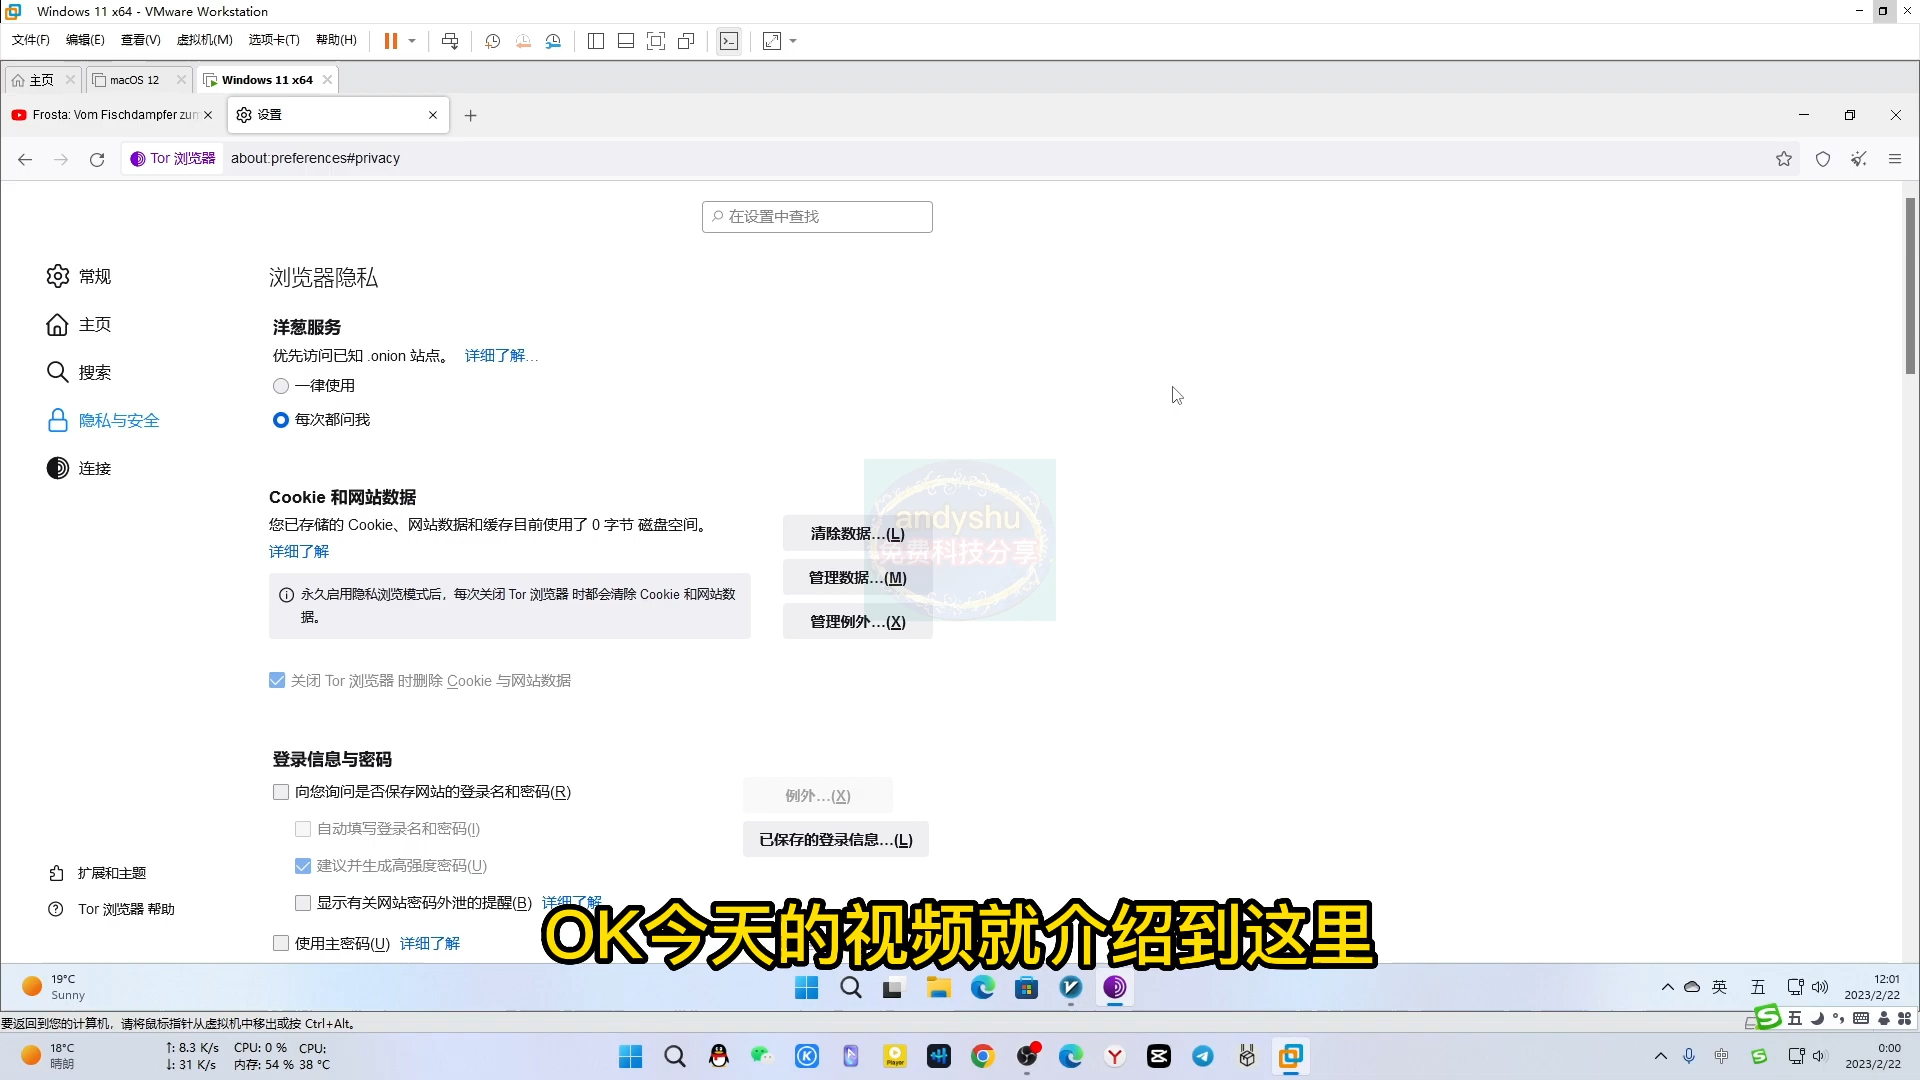 Windows 11 x64 - VMware Workstation
文件(F) 编辑(E) 查看(V) 虚拟机(M) 选项卡(T) 帮助(H)
主页 macOS 12 Windows 11 x64
Frosta: Vom Fischdampfer zum 设置
Tor 浏览器 about:preferences#privacy
在设置中查找
常规
主页
搜索
隐私与安全
连接
扩展和主题
Tor 浏览器 帮助
浏览器隐私
洋葱服务
优先访问已知 .onion 站点。 详细了解…
一律使用
每次都问我
Cookie 和网站数据
您已存储的 Cookie、网站数据和缓存目前使用了 0 字节 磁盘空间。
详细了解
永久启用隐私浏览模式后，每次关闭 Tor 浏览器 时都会清除 Cookie 和网站数
据。
清除数据…(L)
管理数据…(M)
管理例外…(X)
andyshu
免费科技分享
关闭 Tor 浏览器 时删除 Cookie 与网站数据
登录信息与密码
向您询问是否保存网站的登录名和密码(R)
例外…(X)
自动填写登录名和密码(I)
已保存的登录信息…(L)
建议并生成高强度密码(U)
显示有关网站密码外泄的提醒(B) 详细了解
使用主密码(U) 详细了解
OK今天的视频就介绍到这里
19°C
Sunny
英 五
12:01
2023/2/22
要返回到您的计算机，请将鼠标指针从虚拟机中移出或按 Ctrl+Alt。
五
18°C
晴朗
↑: 8.3 K/s CPU: 0 % CPU:
↓: 31 K/s 内存: 54 % 38 °C
Player
中
0:00
2023/2/22